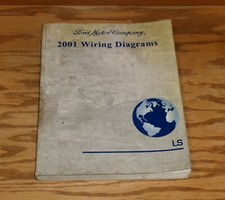 Ford Motor Company,
2001 Wiring Diagrams
LS